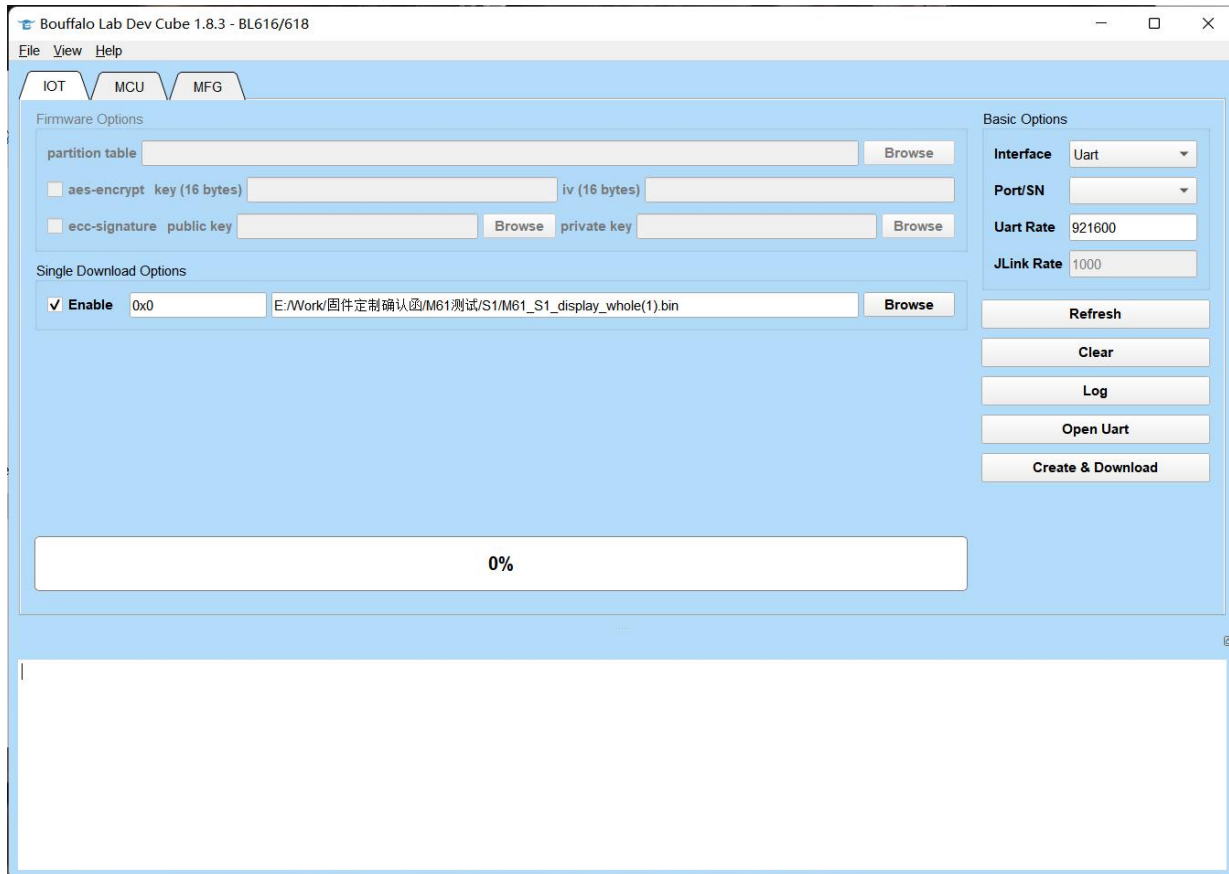 Bouffalo Lab Dev Cube 1.8.3 - BL616/618
File View Help
IOT MCU MFG
Firmware Options
partition table Browse
aes-encrypt key (16 bytes) iv (16 bytes)
ecc-signature public key Browse private key Browse
Single Download Options
Enable 0x0 E:/Work/固件定制确认函/M61测试/S1/M61_S1_display_whole(1).bin Browse
0%
Basic Options
Interface Uart
Port/SN
Uart Rate 921600
JLink Rate 1000
Refresh
Clear
Log
Open Uart
Create & Download